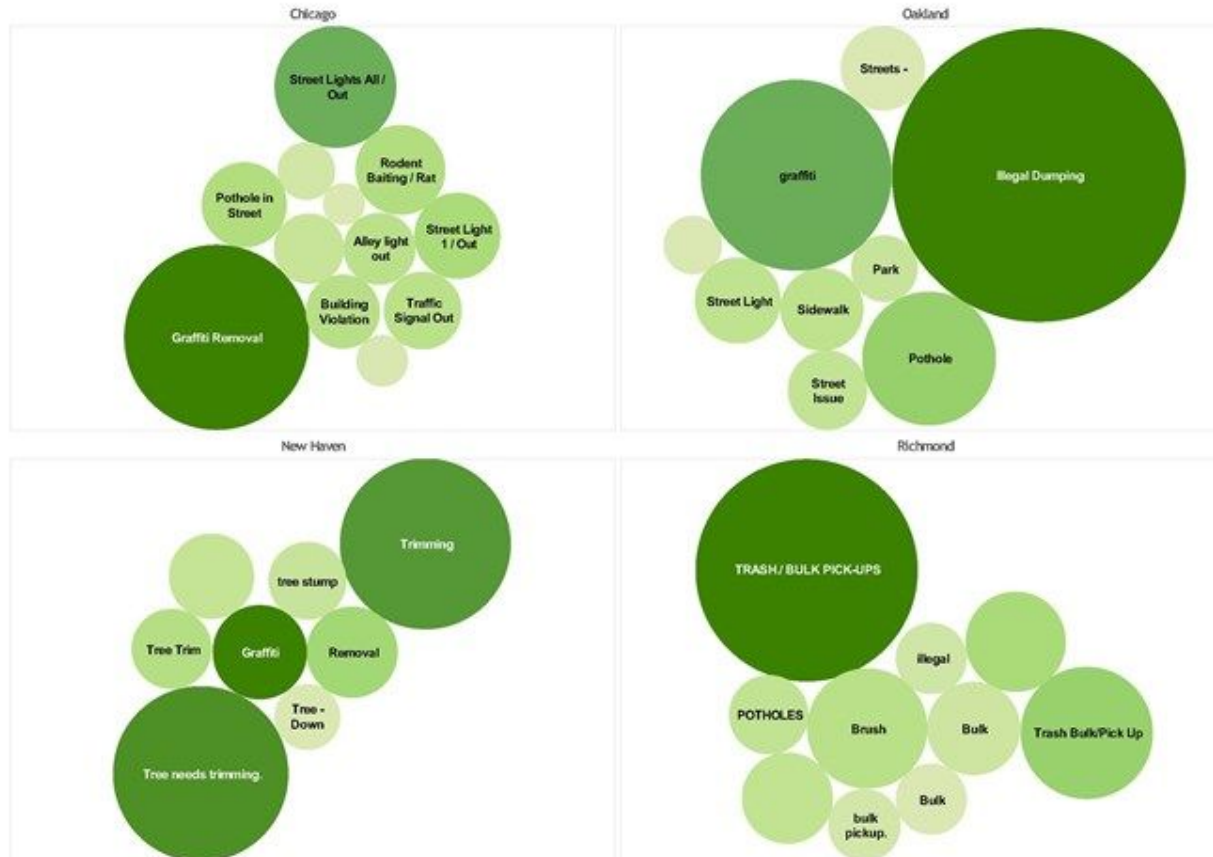 Chicago
Street Lights All /
Out
Rodent
Baiting / Rat
Pothole in
Street
Street Light
1 / Out
Alley light
out
Building
Violation
Traffic
Signal Out
Graffiti Removal
Oakland
Streets -
graffiti
Illegal Dumping
Park
Street Light
Sidewalk
Pothole
Street
Issue
New Haven
Trimming
tree stump
Tree Trim
Graffiti
Removal
Tree -
Down
Tree needs trimming.
Richmond
TRASH / BULK PICK-UPS
illegal
POTHOLES
Brush
Bulk
Trash Bulk/Pick Up
Bulk
bulk
pickup.